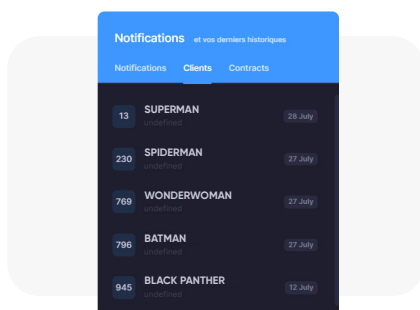 Notifications et vos derniers historiques
Notifications Clients Contracts
13 SUPERMAN 28 July
undefined
230 SPIDERMAN 27 July
undefined
769 WONDERWOMAN 27 July
undefined
796 BATMAN 27 July
undefined
945 BLACK PANTHER 12 July
undefined